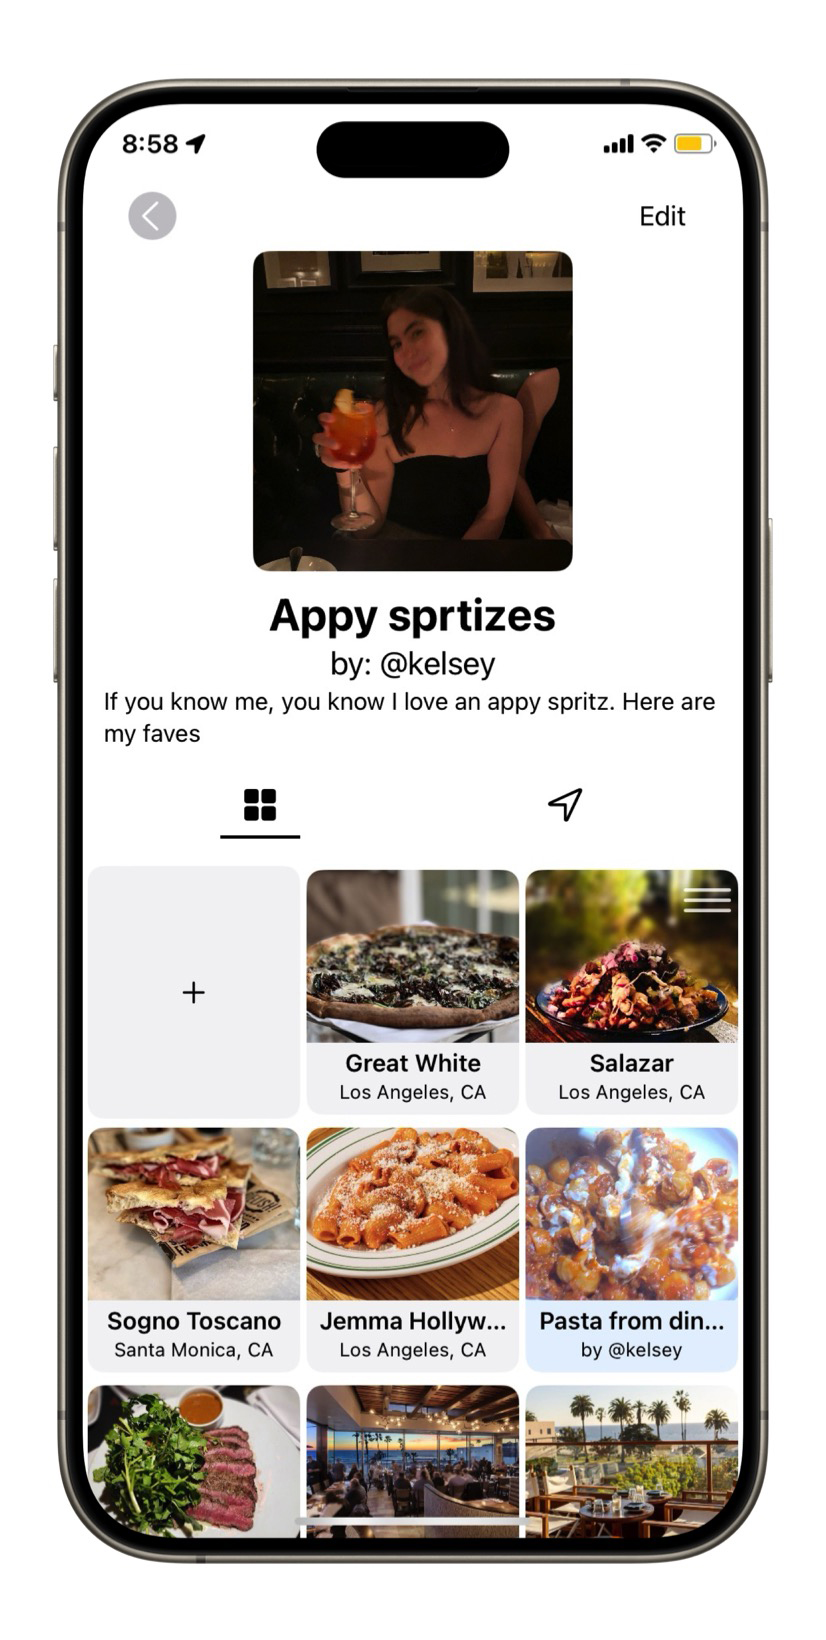 8:58
Edit
Appy sprtizes
by: @kelsey
If you know me, you know I love an appy spritz. Here are
my faves
+
Great White
Los Angeles, CA
Salazar
Los Angeles, CA
Sogno Toscano
Santa Monica, CA
Jemma Hollyw...
Los Angeles, CA
Pasta from din...
by @kelsey